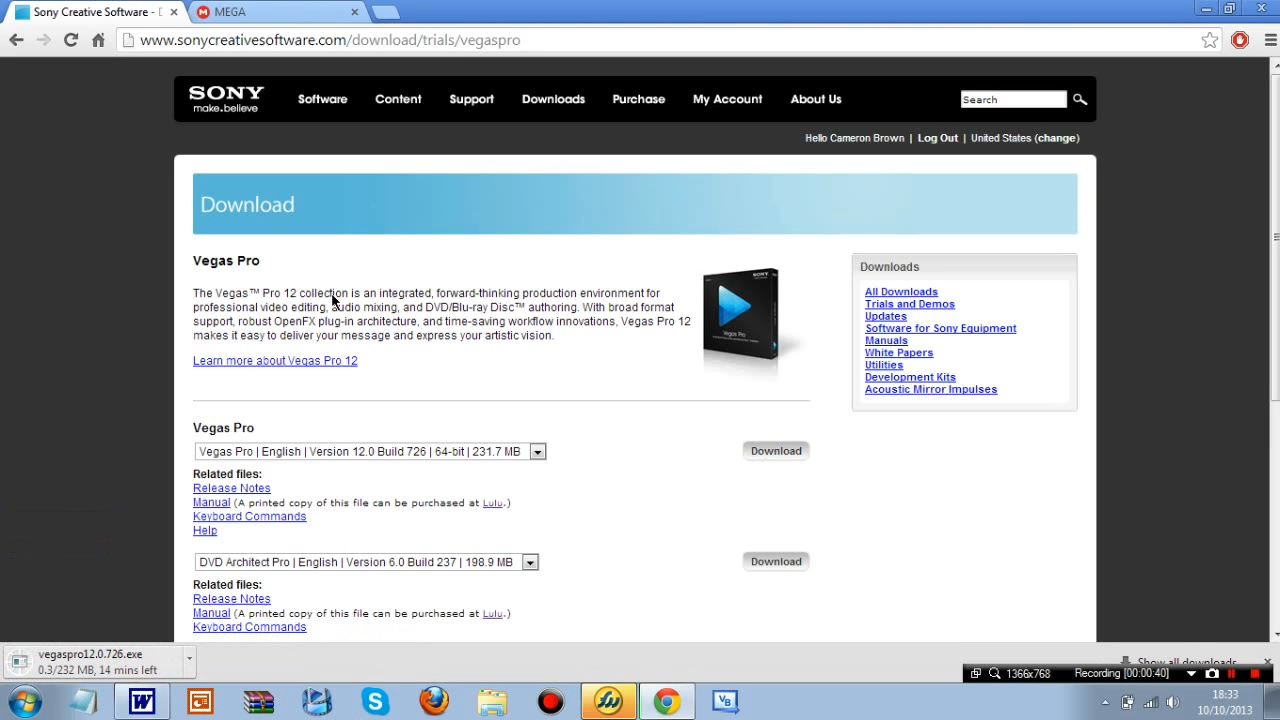 Sony Creative Software - D
MEGA
www.sonycreativesoftware.com/download/trials/vegaspro
SONY
make.believe
Software
Content
Support
Downloads
Purchase
My Account
About Us
Search
Hello Cameron Brown | Log Out | United States (change)
Download
Vegas Pro
The Vegas™ Pro 12 collection is an integrated, forward-thinking production environment for
professional video editing, audio mixing, and DVD/Blu-ray Disc™ authoring. With broad format
support, robust OpenFX plug-in architecture, and time-saving workflow innovations, Vegas Pro 12
makes it easy to deliver your message and express your artistic vision.
Learn more about Vegas Pro 12
SONY
Vegas Pro
Downloads
All Downloads
Trials and Demos
Updates
Software for Sony Equipment
Manuals
White Papers
Utilities
Development Kits
Acoustic Mirror Impulses
Vegas Pro
Vegas Pro | English | Version 12.0 Build 726 | 64-bit | 231.7 MB
Download
Related files:
Release Notes
Manual (A printed copy of this file can be purchased at Lulu.)
Keyboard Commands
Help
DVD Architect Pro | English | Version 6.0 Build 237 | 198.9 MB
Download
Related files:
Release Notes
Manual (A printed copy of this file can be purchased at Lulu.)
Keyboard Commands
vegaspro12.0.726.exe
0.3/232 MB, 14 mins left
Show all downloads...
1366x768
Recording [00:00:40]
W
P
S
VB
18:33
10/10/2013